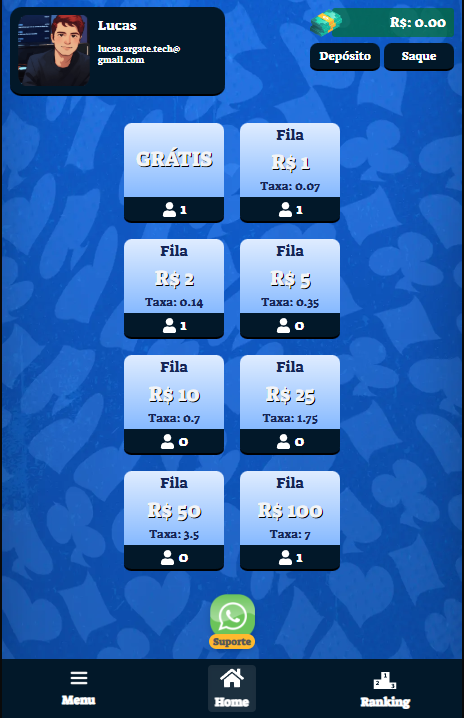 Lucas
lucas.argate.tech@
gmail.com
R$: 0.00
Depósito
Saque
GRÁTIS
1
Fila
R$ 1
Taxa: 0.07
1
Fila
R$ 2
Taxa: 0.14
1
Fila
R$ 5
Taxa: 0.35
0
Fila
R$ 10
Taxa: 0.7
0
Fila
R$ 25
Taxa: 1.75
0
Fila
R$ 50
Taxa: 3.5
0
Fila
R$ 100
Taxa: 7
1
Suporte
Menu
Home
2 1 3
Ranking